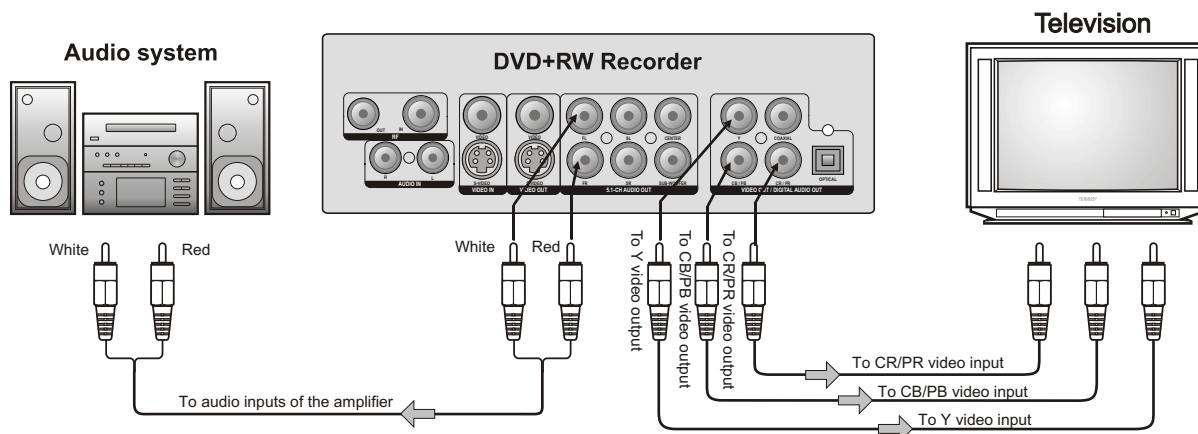 Audio system
DVD+RW Recorder
Television
OUT
IN
RF
R
L
AUDIO IN
VIDEO
S-VIDEO
VIDEO IN
VIDEO
VIDEO OUT
FL
SL
CENTER
FR
SR
SUB-WOOFER
5.1-CH AUDIO OUT
Y
COAXIAL
CB / PB
CR / PR
OPTICAL
VIDEO OUT / DIGITAL AUDIO OUT
White
Red
White
Red
To Y video output
To CB/PB video output
To CR/PR video output
To CR/PR video input
To CB/PB video input
To Y video input
To audio inputs of the amplifier